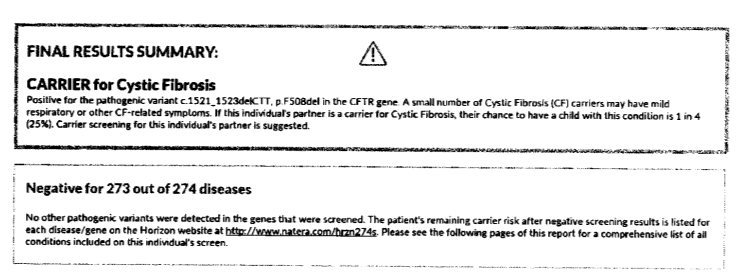 FINAL RESULTS SUMMARY:
CARRIER for Cystic Fibrosis
Positive for the pathogenic variant c.1521_1523delCTT, p.F508del in the CFTR gene. A small number of Cystic Fibrosis (CF) carriers may have mild
respiratory or other CF-related symptoms. If this individual's partner is a carrier for Cystic Fibrosis, their chance to have a child with this condition is 1 in 4
(25%). Carrier screening for this individual's partner is suggested.
Negative for 273 out of 274 diseases
No other pathogenic variants were detected in the genes that were screened. The patient's remaining carrier risk after negative screening results is listed for
each disease/gene on the Horizon website at http://www.natera.com/hrzn274s. Please see the following pages of this report for a comprehensive list of all
conditions included on this individual's screen.